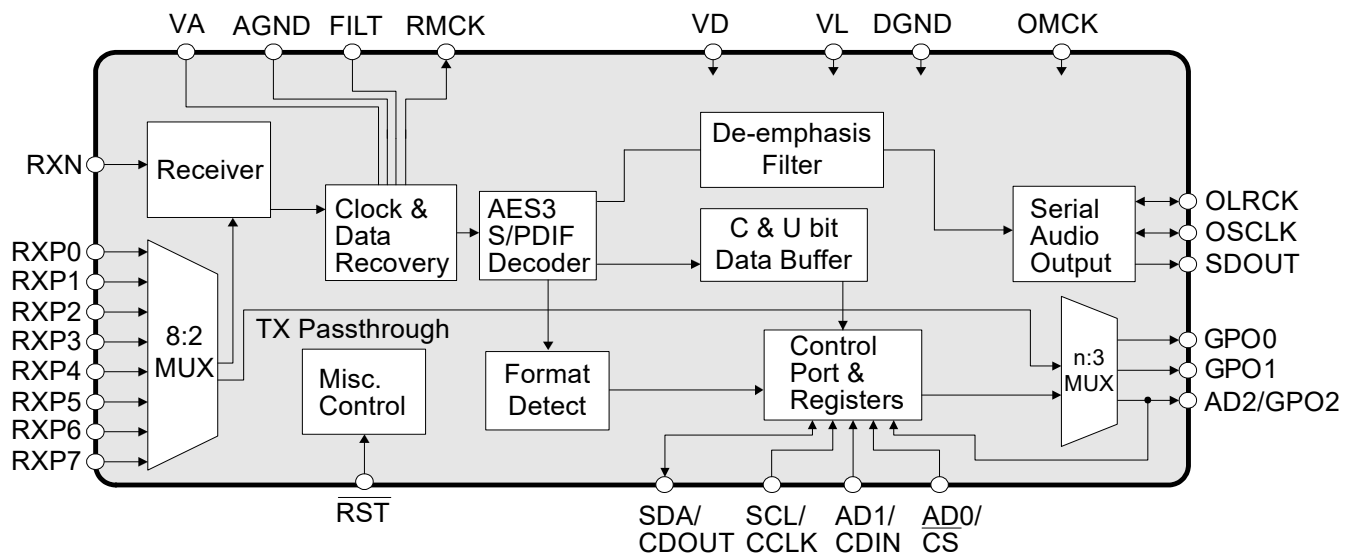 VA AGND FILT RMCK VD VL DGND OMCK
RXN
Receiver
Clock &
Data
Recovery
AES3
S/PDIF
Decoder
De-emphasis
Filter
C & U bit
Data Buffer
Serial
Audio
Output
OLRCK
OSCLK
SDOUT
RXP0
RXP1
RXP2
RXP3
RXP4
RXP5
RXP6
RXP7
8:2
MUX
TX Passthrough
Misc.
Control
Format
Detect
Control
Port &
Registers
n:3
MUX
GPO0
GPO1
AD2/GPO2
RST
SDA/
CDOUT
SCL/
CCLK
AD1/
CDIN
AD0/
CS